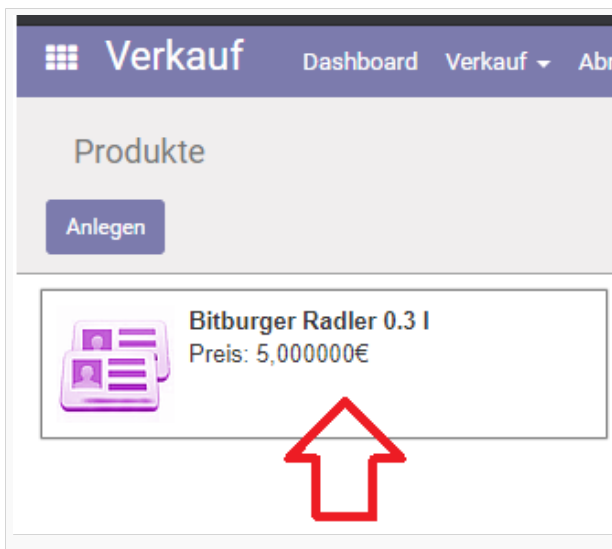 Verkauf Dashboard Verkauf
Produkte
Anlegen
Bitburger Radler 0.3 l
Preis: 5,000000€